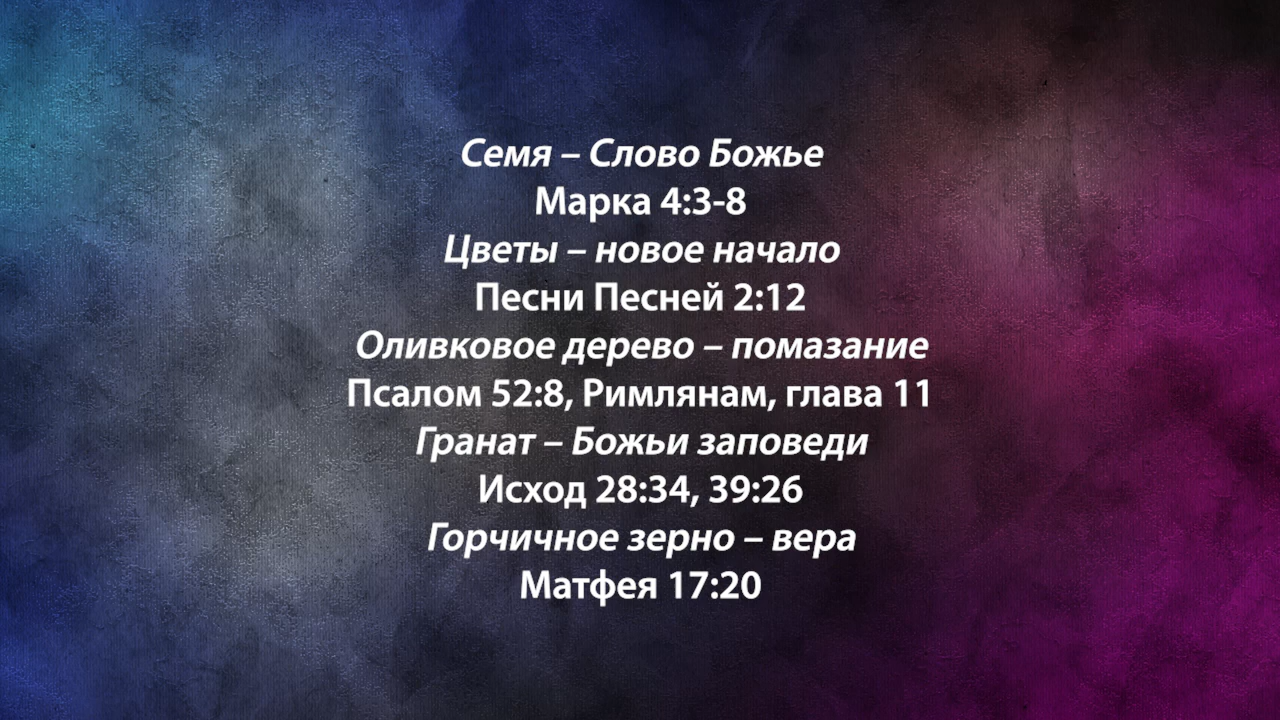 Семя – Слово Божье
Марка 4:3-8
Цветы – новое начало
Песни Песней 2:12
Оливковое дерево – помазание
Псалом 52:8, Римлянам, глава 11
Гранат – Божьи заповеди
Исход 28:34, 39:26
Горчичное зерно – вера
Матфея 17:20